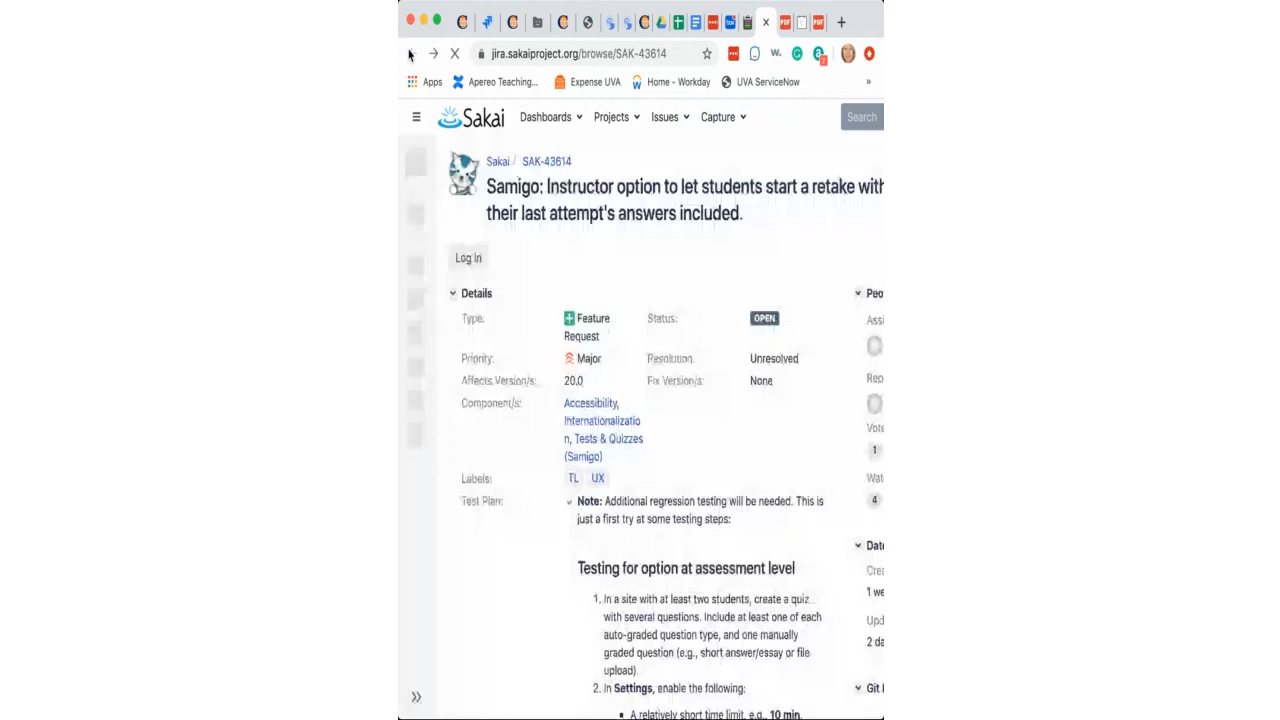 jira.sakaiproject.org/browse/SAK-43614
W.
Apps Apereo Teaching... Expense UVA Home - Workday UVA ServiceNow »
Sakai Dashboards Projects Issues Capture Search
Sakai / SAK-43614
Samigo: Instructor option to let students start a retake with
their last attempt's answers included.
Log In
Details Peo
Type: Feature Request Status: OPEN Assi
Priority: Major Resolution: Unresolved
Affects Version/s: 20.0 Fix Version/s: None Rep
Component/s: Accessibility,
Internationalizatio
n, Tests & Quizzes
(Samigo)
Vote
1
Labels: TL UX Wat
4
Test Plan: Note: Additional regression testing will be needed. This is
just a first try at some testing steps:
Date
Testing for option at assessment level
Crea
1 we
1. In a site with at least two students, create a quiz
with several questions. Include at least one of each
auto-graded question type, and one manually
graded question (e.g., short answer/essay or file
upload).
Upd
2 da
2. In Settings, enable the following:
Git
▪ A relatively short time limit, e.g., 10 min.